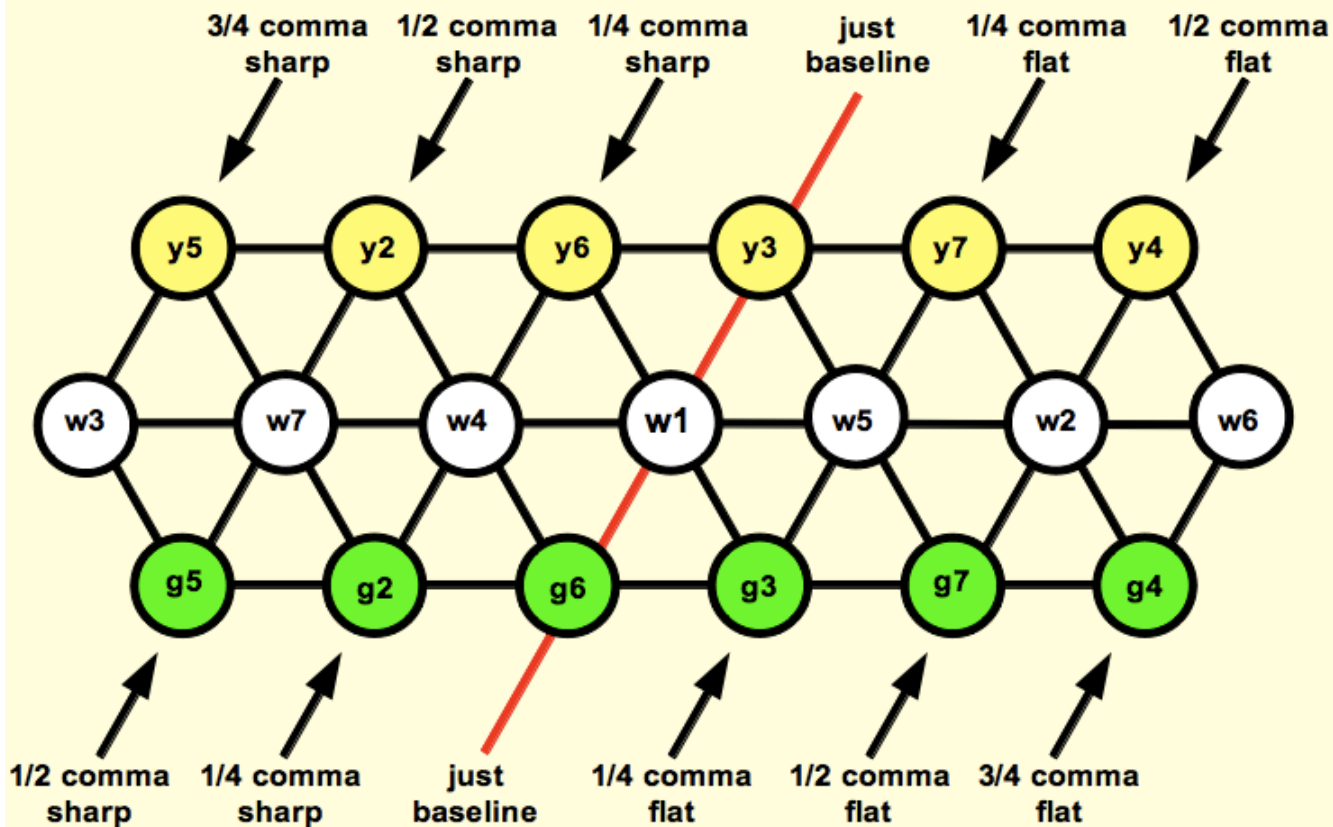 3/4 comma sharp
1/2 comma sharp
1/4 comma sharp
just baseline
1/4 comma flat
1/2 comma flat
y5 y2 y6 y3 y7 y4
w3 w7 w4 w1 w5 w2 w6
g5 g2 g6 g3 g7 g4
1/2 comma sharp
1/4 comma sharp
just baseline
1/4 comma flat
1/2 comma flat
3/4 comma flat